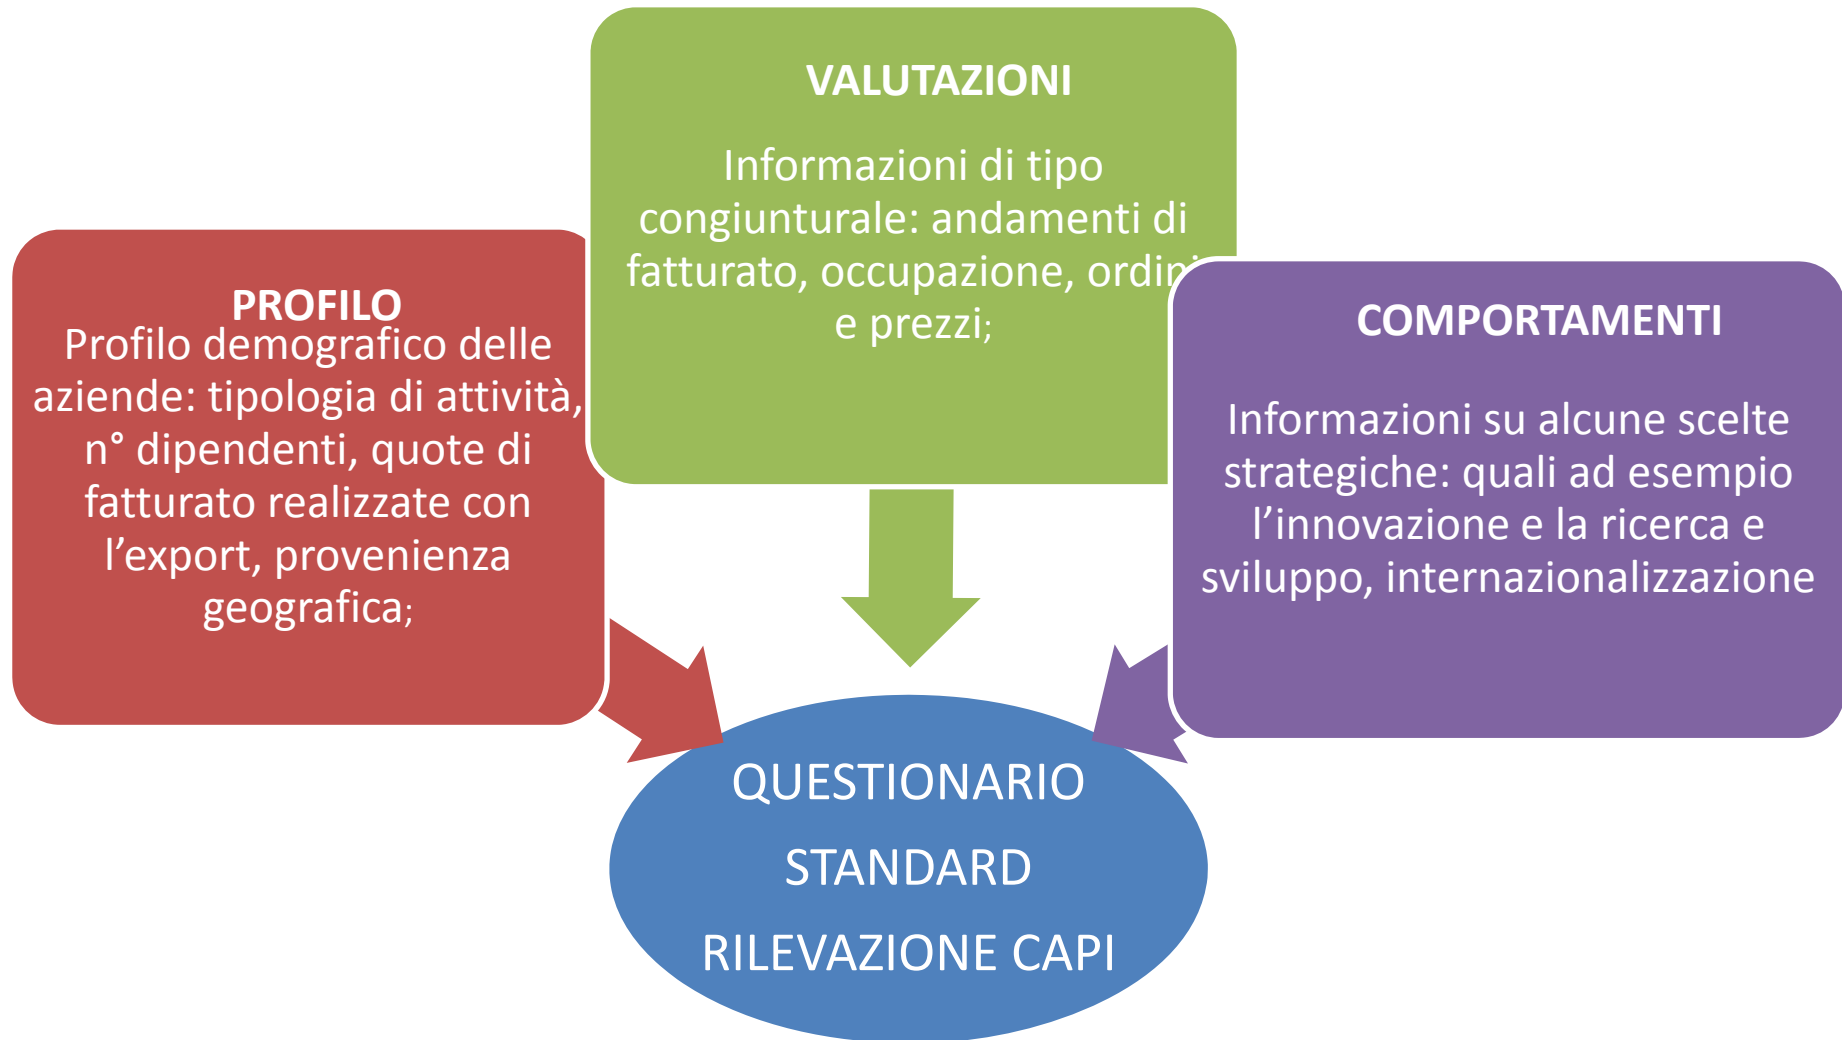 PROFILO
Profilo demografico delle
aziende: tipologia di attività,
n° dipendenti, quote di
fatturato realizzate con
l’export, provenienza
geografica;
VALUTAZIONI
Informazioni di tipo
congiunturale: andamenti di
fatturato, occupazione, ordini
e prezzi;
COMPORTAMENTI
Informazioni su alcune scelte
strategiche: quali ad esempio
l’innovazione e la ricerca e
sviluppo, internazionalizzazione
QUESTIONARIO
STANDARD
RILEVAZIONE CAPI